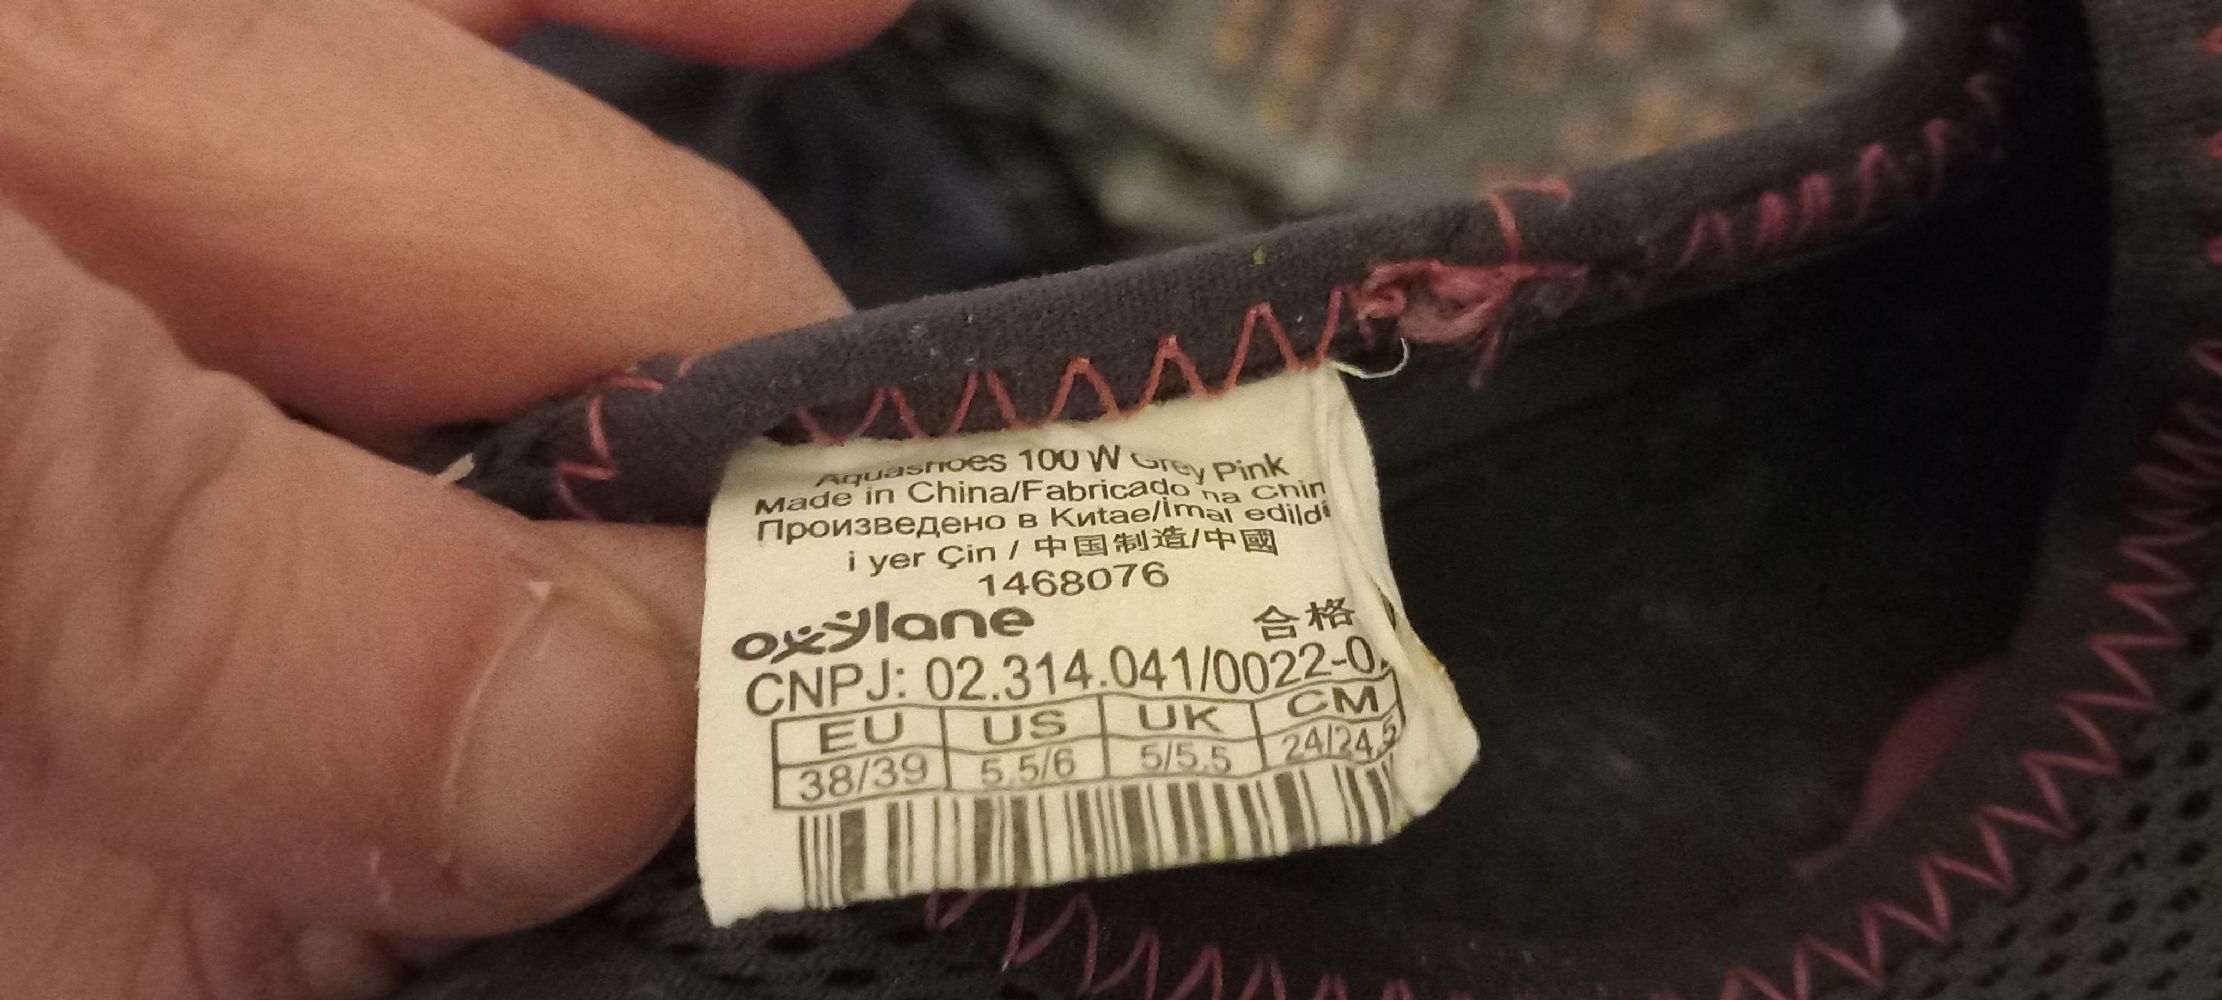 Aquashoes 100 W Grey Pink
Made in China/Fabricado na Chin
Произведено в Китае/İmal edildi
i yer Çin / 中国制造/中國
1468076
oxylane 合格
CNPJ: 02.314.041/0022-0
EU US UK CM
38/39 5.5/6 5/5.5 24/24.5